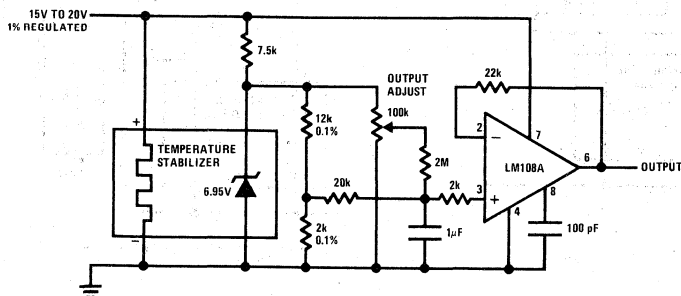 15V TO 20V
1% REGULATED
7.5k
OUTPUT
ADJUST
22k
12k
0.1%
100k
2
7
+
TEMPERATURE
STABILIZER
−
2M
LM108A
6
OUTPUT
6.95V
20k
2k
3
+
4
8
2k
0.1%
1μF
100 pF
−